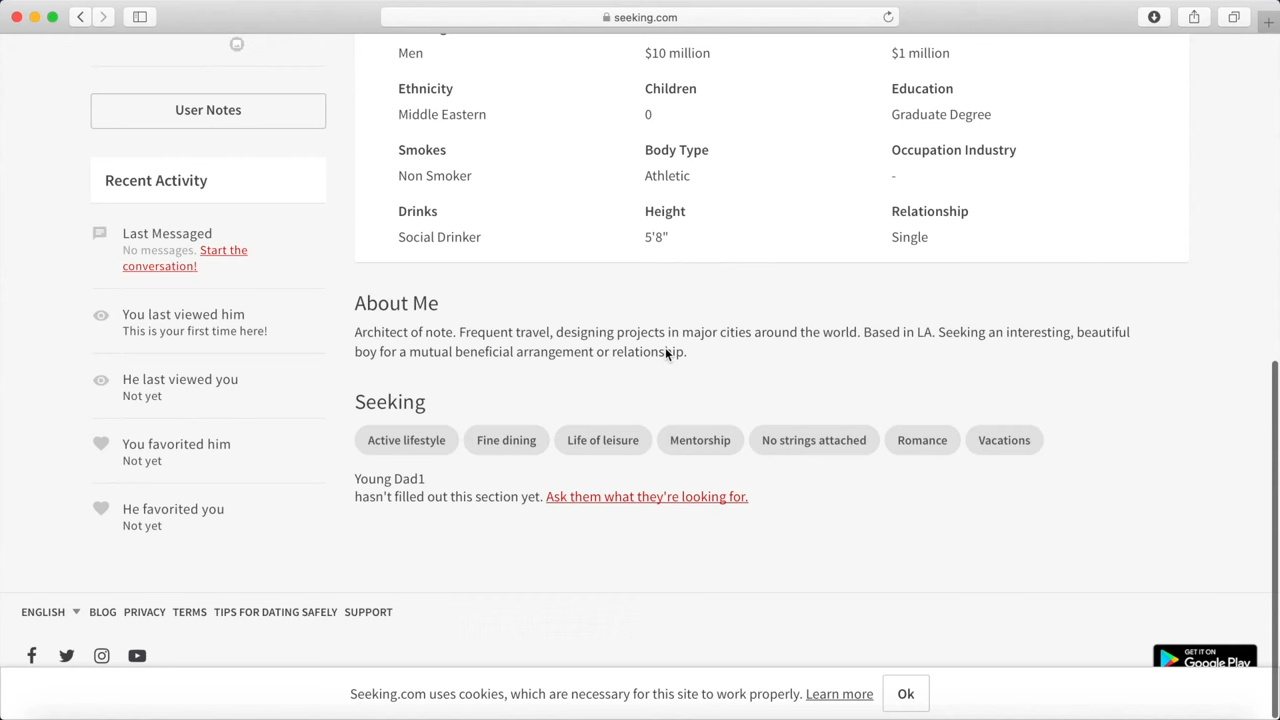 seeking.com
User Notes
Recent Activity
Last Messaged
No messages. Start the
conversation!
You last viewed him
This is your first time here!
He last viewed you
Not yet
You favorited him
Not yet
He favorited you
Not yet
Men $10 million $1 million
Ethnicity Children Education
Middle Eastern 0 Graduate Degree
Smokes Body Type Occupation Industry
Non Smoker Athletic -
Drinks Height Relationship
Social Drinker 5'8" Single
About Me
Architect of note. Frequent travel, designing projects in major cities around the world. Based in LA. Seeking an interesting, beautiful
boy for a mutual beneficial arrangement or relationship.
Seeking
Active lifestyle Fine dining Life of leisure Mentorship No strings attached Romance Vacations
Young Dad1
hasn't filled out this section yet. Ask them what they're looking for.
ENGLISH BLOG PRIVACY TERMS TIPS FOR DATING SAFELY SUPPORT
GET IT ON
Google Play
Seeking.com uses cookies, which are necessary for this site to work properly. Learn more Ok